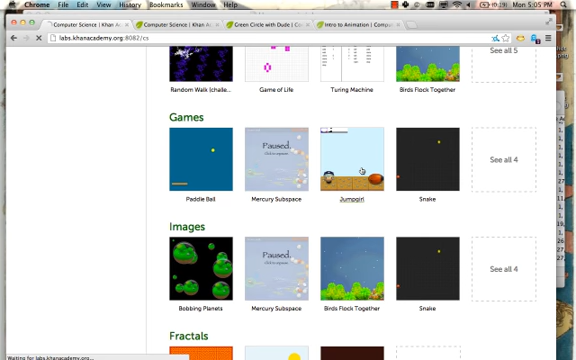 Chrome File Edit View History Bookmarks Window Help
Mon 5:05 PM
Computer Science | Khan Ac
Computer Science | Khan Ac
Green Circle with Dude | Co
Intro to Animation | Comput
labs.khanacademy.org:8082/cs
Random Walk (challe...
Game of Life
Turing Machine
Birds Flock Together
See all 5
Games
Paused.
Paddle Ball
Mercury Subspace
Jumpgirl
Snake
See all 4
Images
Paused.
Bobbing Planets
Mercury Subspace
Birds Flock Together
Snake
See all 4
Fractals
Waiting for labs.khanacademy.org...